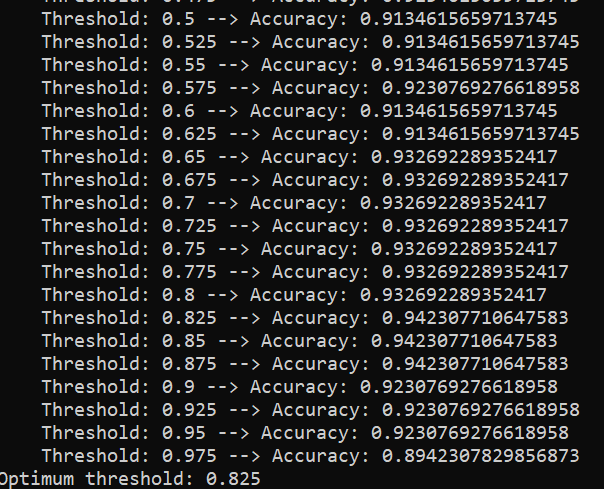 Threshold: 0.5 --> Accuracy: 0.9134615659713745
Threshold: 0.525 --> Accuracy: 0.9134615659713745
Threshold: 0.55 --> Accuracy: 0.9134615659713745
Threshold: 0.575 --> Accuracy: 0.9230769276618958
Threshold: 0.6 --> Accuracy: 0.9134615659713745
Threshold: 0.625 --> Accuracy: 0.9134615659713745
Threshold: 0.65 --> Accuracy: 0.932692289352417
Threshold: 0.675 --> Accuracy: 0.932692289352417
Threshold: 0.7 --> Accuracy: 0.932692289352417
Threshold: 0.725 --> Accuracy: 0.932692289352417
Threshold: 0.75 --> Accuracy: 0.932692289352417
Threshold: 0.775 --> Accuracy: 0.932692289352417
Threshold: 0.8 --> Accuracy: 0.932692289352417
Threshold: 0.825 --> Accuracy: 0.942307710647583
Threshold: 0.85 --> Accuracy: 0.942307710647583
Threshold: 0.875 --> Accuracy: 0.942307710647583
Threshold: 0.9 --> Accuracy: 0.9230769276618958
Threshold: 0.925 --> Accuracy: 0.9230769276618958
Threshold: 0.95 --> Accuracy: 0.9230769276618958
Threshold: 0.975 --> Accuracy: 0.8942307829856873
Optimum threshold: 0.825